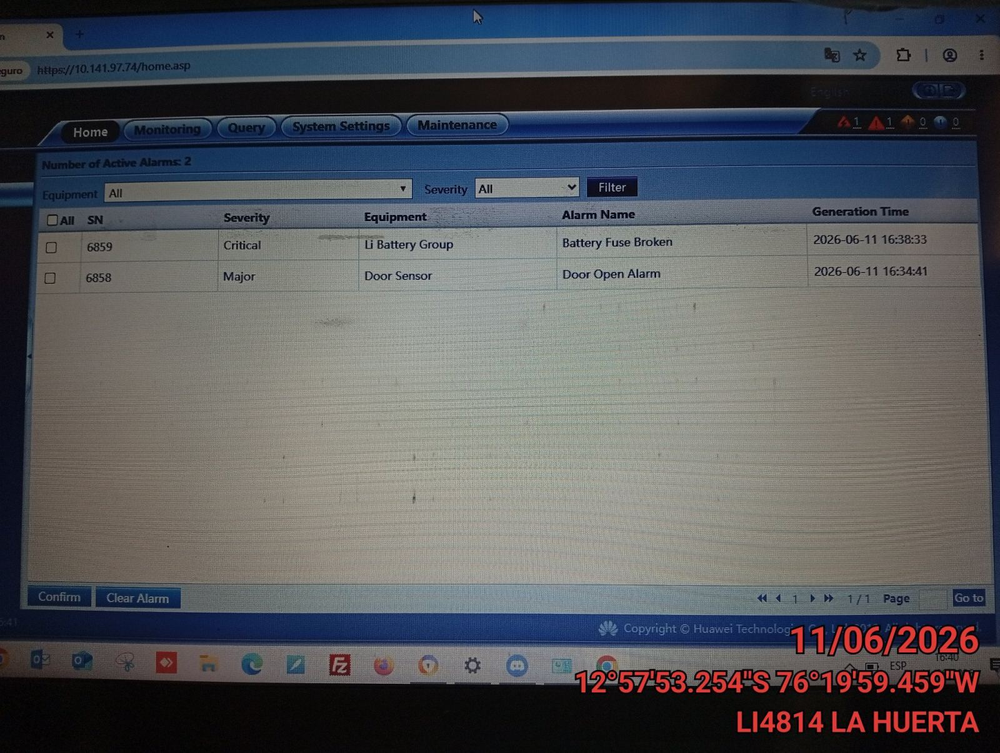 guro https://10.141.97.74/home.asp
English
Home Monitoring Query System Settings Maintenance 1 1 0 0
Number of Active Alarms: 2
Equipment All Severity All Filter
All SN Severity Equipment Alarm Name Generation Time
6859 Critical Li Battery Group Battery Fuse Broken 2026-06-11 16:38:33
6858 Major Door Sensor Door Open Alarm 2026-06-11 16:34:41
Confirm Clear Alarm 1 1 / 1 Page Go to
Copyright © Huawei
11/06/2026
ESP 16:40
12°57'53.254"S 76°19'59.459"W
LI4814 LA HUERTA